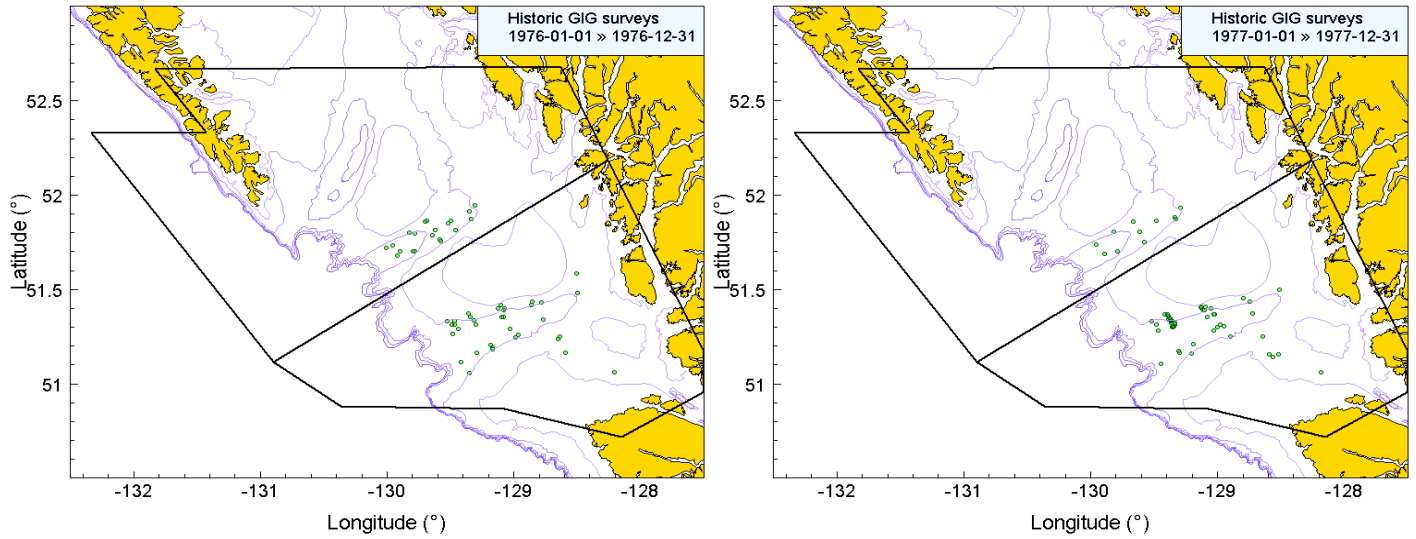 Historic GIG surveys
1976-01-01 » 1976-12-31
52.5
52
51.5
51
Latitude (°)
-132
-131
-130
-129
-128
Longitude (°)
Historic GIG surveys
1977-01-01 » 1977-12-31
52.5
52
51.5
51
Latitude (°)
-132
-131
-130
-129
-128
Longitude (°)